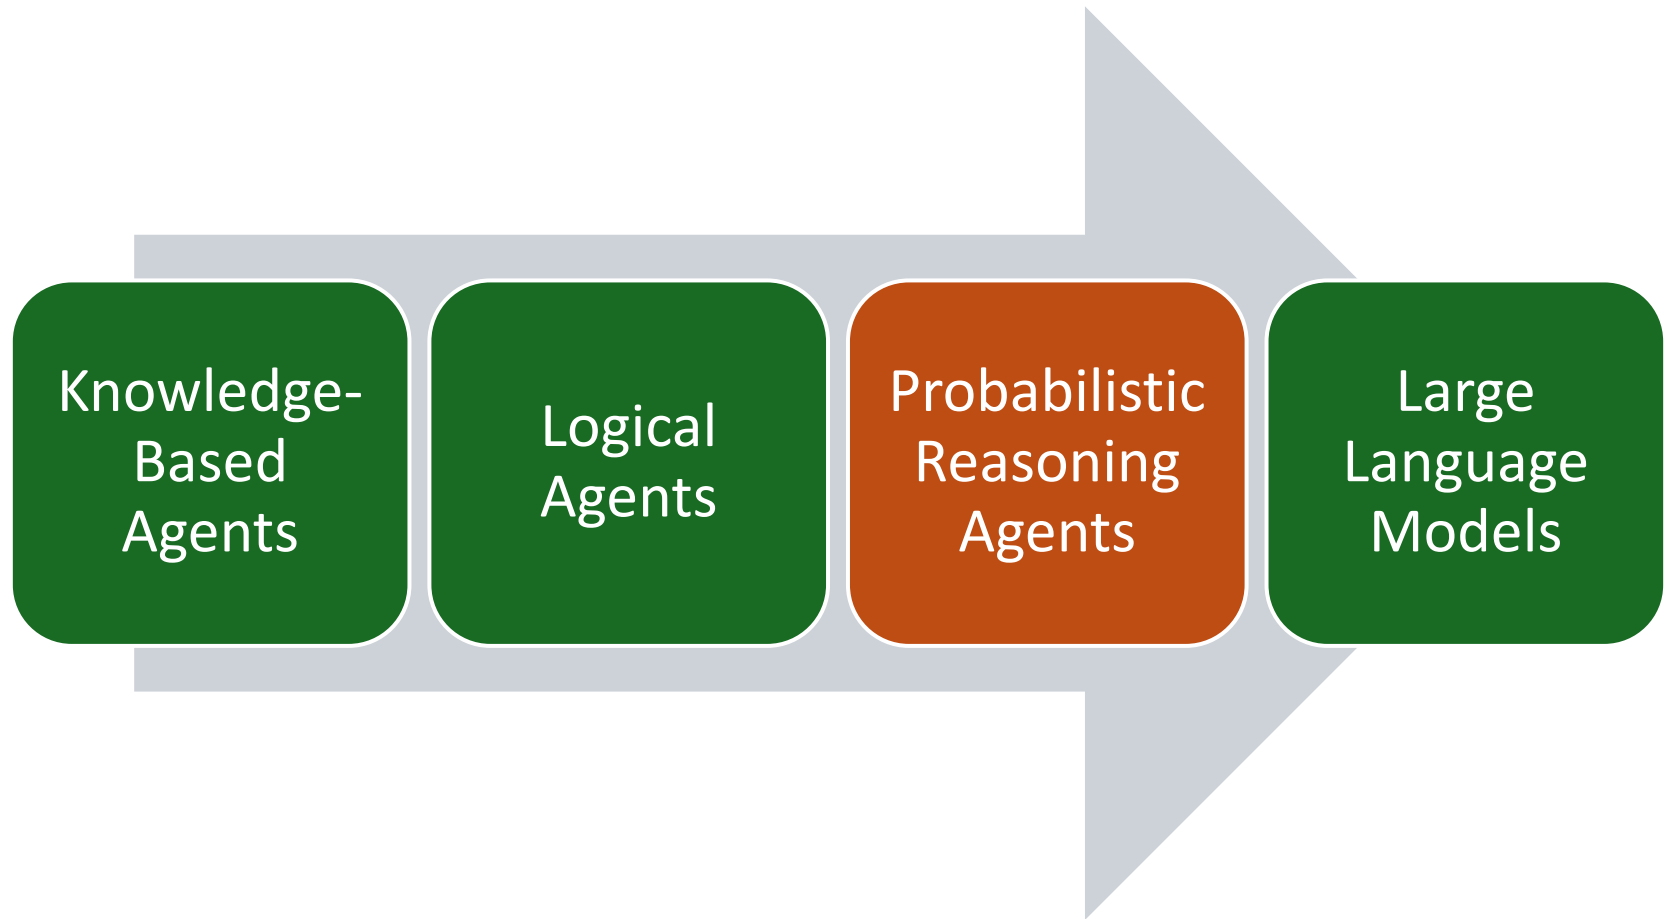 Knowledge-
Based
Agents
Logical
Agents
Probabilistic
Reasoning
Agents
Large
Language
Models